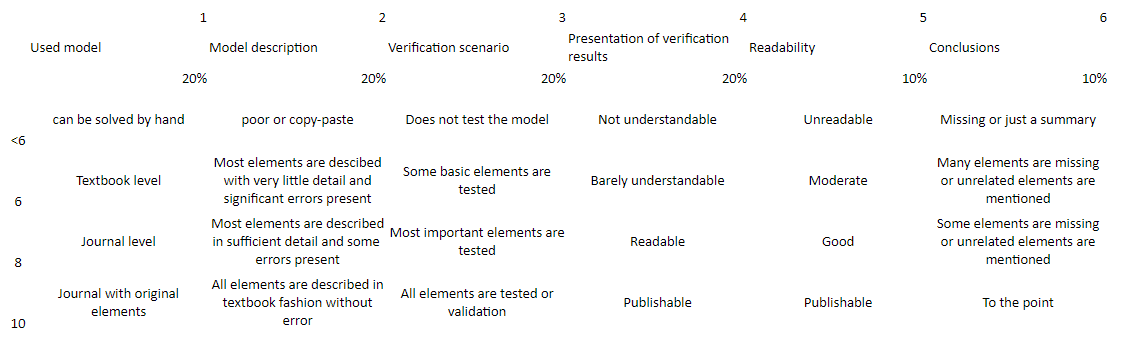 1 2 3 4 5 6
Used model Model description Verification scenario Presentation of verification results Readability Conclusions
20% 20% 20% 20% 10% 10%
<6 can be solved by hand poor or copy-paste Does not test the model Not understandable Unreadable Missing or just a summary
6 Textbook level Most elements are descibed with very little detail and significant errors present Some basic elements are tested Barely understandable Moderate Many elements are missing or unrelated elements are mentioned
8 Journal level Most elements are described in sufficient detail and some errors present Most important elements are tested Readable Good Some elements are missing or unrelated elements are mentioned
10 Journal with original elements All elements are described in textbook fashion without error All elements are tested or validation Publishable Publishable To the point